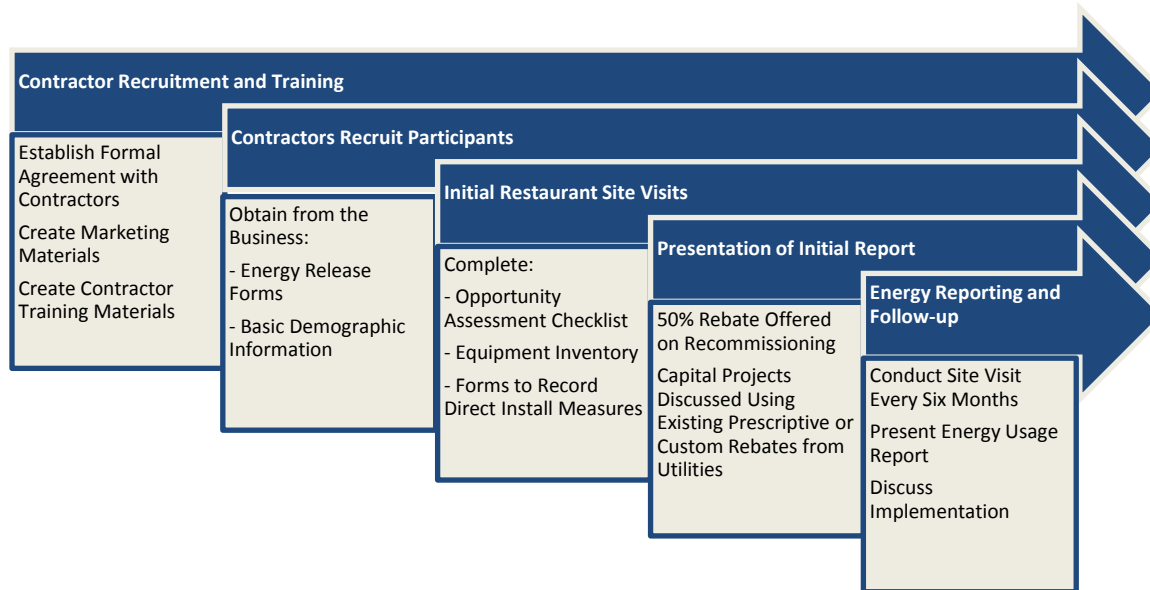 Contractor Recruitment and Training
Establish Formal
Agreement with
Contractors
Create Marketing
Materials
Create Contractor
Training Materials
Contractors Recruit Participants
Obtain from the
Business:
- Energy Release
Forms
- Basic Demographic
Information
Initial Restaurant Site Visits
Complete:
- Opportunity
Assessment Checklist
- Equipment Inventory
- Forms to Record
Direct Install Measures
Presentation of Initial Report
50% Rebate Offered
on Recommissioning
Capital Projects
Discussed Using
Existing Prescriptive or
Custom Rebates from
Utilities
Energy Reporting and
Follow-up
Conduct Site Visit
Every Six Months
Present Energy Usage
Report
Discuss
Implementation